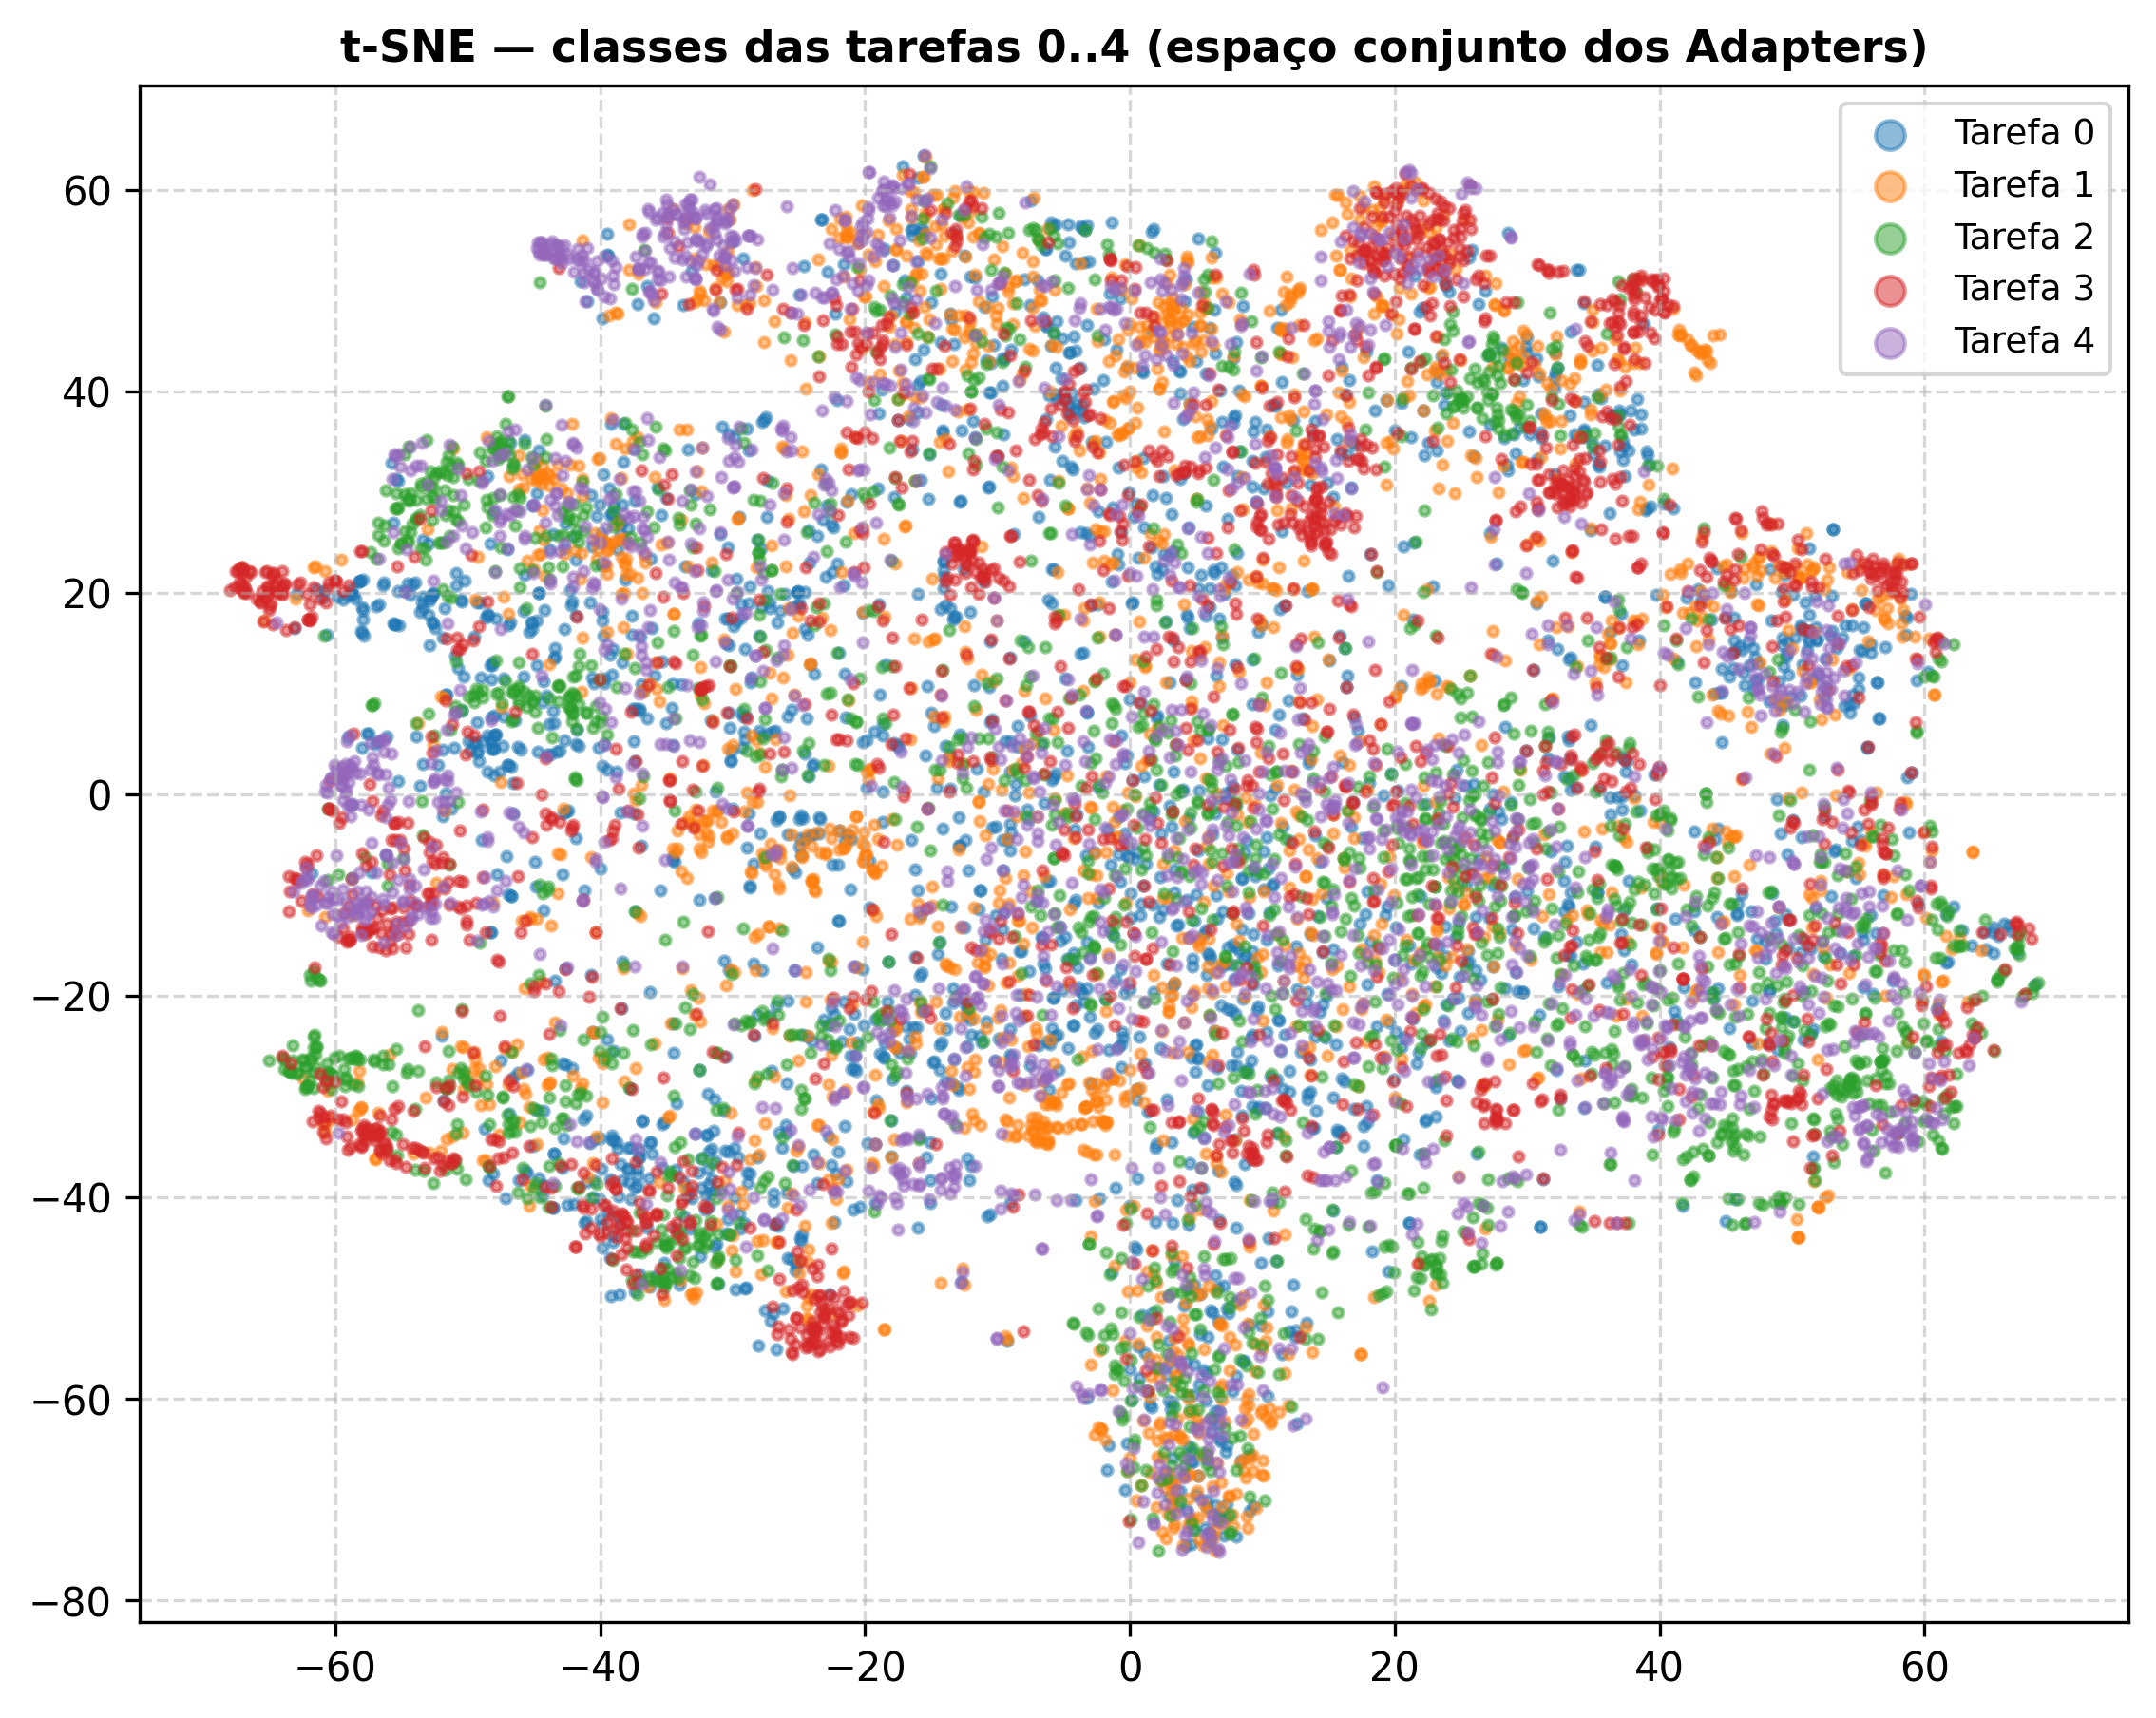 t-SNE — classes das tarefas 0..4 (espaço conjunto dos Adapters)
Tarefa 0
Tarefa 1
Tarefa 2
Tarefa 3
Tarefa 4
60
40
20
0
−20
−40
−60
−80
−60 −40 −20 0 20 40 60